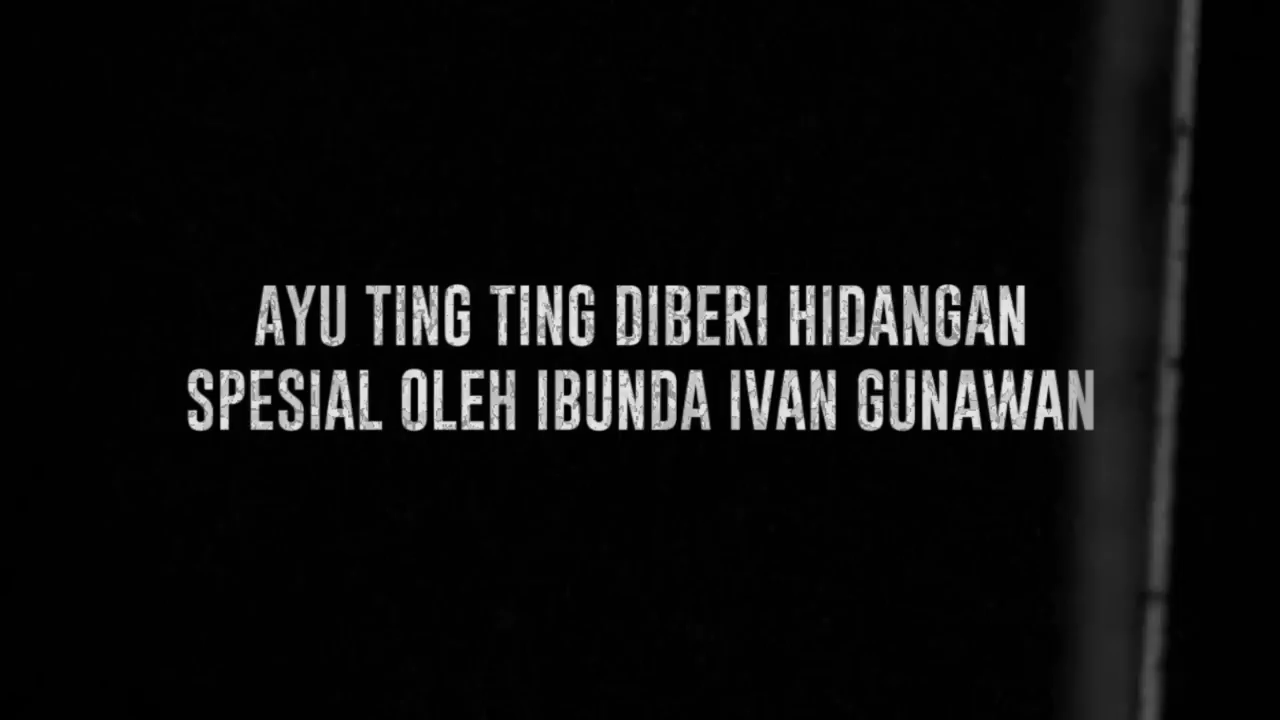 AYU TING TING DIBERI HIDANGAN
SPESIAL OLEH IBUNDA IVAN GUNAWAN